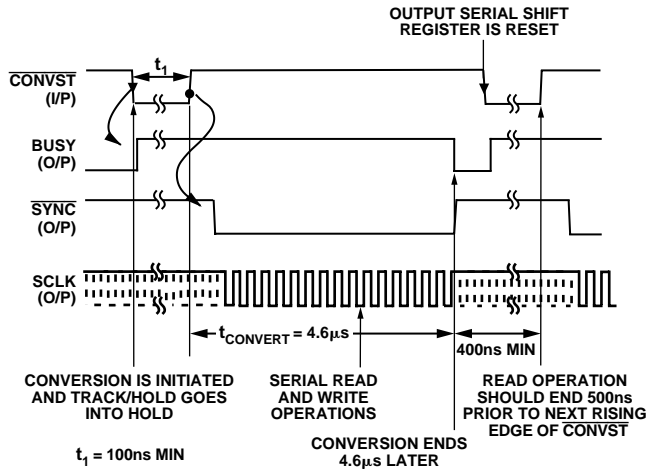 OUTPUT SERIAL SHIFT
REGISTER IS RESET
t1
CONVST
(I/P)
BUSY
(O/P)
SYNC
(O/P)
SCLK
(O/P)
tCONVERT = 4.6μs
400ns MIN
CONVERSION IS INITIATED
AND TRACK/HOLD GOES
INTO HOLD
SERIAL READ
AND WRITE
OPERATIONS
READ OPERATION
SHOULD END 500ns
PRIOR TO NEXT RISING
EDGE OF CONVST
t1 = 100ns MIN
CONVERSION ENDS
4.6μs LATER